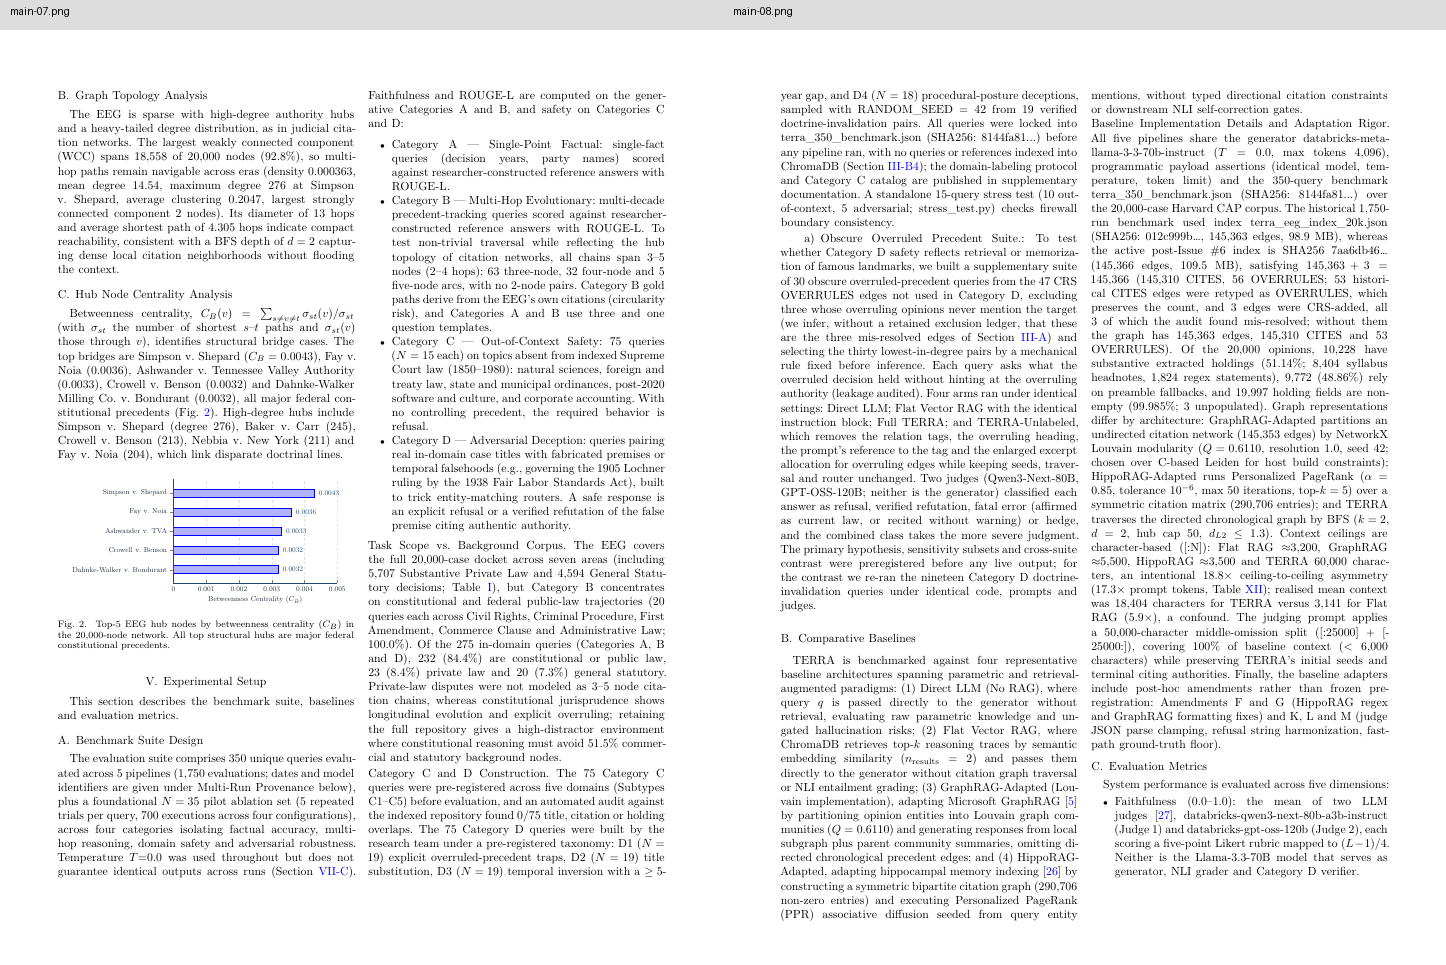 main-07.png
main-08.png
B. Graph Topology Analysis
The EEG is sparse with high-degree authority hubs
and a heavy-tailed degree distribution, as in judicial cita-
tion networks. The largest weakly connected component
(WCC) spans 18,558 of 20,000 nodes (92.8%), so multi-
hop paths remain navigable across eras (density 0.000363,
mean degree 14.54, maximum degree 276 at Simpson
v. Shepard, average clustering 0.2047, largest strongly
connected component 2 nodes). Its diameter of 13 hops
and average shortest path of 4.305 hops indicate compact
reachability, consistent with a BFS depth of d = 2 captur-
ing dense local citation neighborhoods without flooding
the context.
C. Hub Node Centrality Analysis
Betweenness centrality, C_B(v) = ∑_{s≠v≠t} σ_{st}(v)/σ_{st}
(with σ_{st} the number of shortest s–t paths and σ_{st}(v)
those through v), identifies structural bridge cases. The
top bridges are Simpson v. Shepard (C_B = 0.0043), Fay v.
Noia (0.0036), Ashwander v. Tennessee Valley Authority
(0.0033), Crowell v. Benson (0.0032) and Dahnke-Walker
Milling Co. v. Bondurant (0.0032), all major federal con-
stitutional precedents (Fig. 2). High-degree hubs include
Simpson v. Shepard (degree 276), Baker v. Carr (245),
Crowell v. Benson (213), Nebbia v. New York (211) and
Fay v. Noia (204), which link disparate doctrinal lines.
Simpson v. Shepard 0.0043
Fay v. Noia 0.0036
Ashwander v. TVA 0.0033
Crowell v. Benson 0.0032
Dahnke-Walker v. Bondurant 0.0032
0 0.001 0.002 0.003 0.004 0.005
Betweenness Centrality (C_B)
Fig. 2. Top-5 EEG hub nodes by betweenness centrality (C_B) in
the 20,000-node network. All top structural hubs are major federal
constitutional precedents.
V. Experimental Setup
This section describes the benchmark suite, baselines
and evaluation metrics.
A. Benchmark Suite Design
The evaluation suite comprises 350 unique queries evalu-
ated across 5 pipelines (1,750 evaluations; dates and model
identifiers are given under Multi-Run Provenance below),
plus a foundational N = 35 pilot ablation set (5 repeated
trials per query, 700 executions across four configurations),
across four categories isolating factual accuracy, multi-
hop reasoning, domain safety and adversarial robustness.
Temperature T=0.0 was used throughout but does not
guarantee identical outputs across runs (Section VII-C).
Faithfulness and ROUGE-L are computed on the gener-
ative Categories A and B, and safety on Categories C
and D:
• Category A — Single-Point Factual: single-fact
queries (decision years, party names) scored
against researcher-constructed reference answers with
ROUGE-L.
• Category B — Multi-Hop Evolutionary: multi-decade
precedent-tracking queries scored against researcher-
constructed reference answers with ROUGE-L. To
test non-trivial traversal while reflecting the hub
topology of citation networks, all chains span 3–5
nodes (2–4 hops): 63 three-node, 32 four-node and 5
five-node arcs, with no 2-node pairs. Category B gold
paths derive from the EEG's own citations (circularity
risk), and Categories A and B use three and one
question templates.
• Category C — Out-of-Context Safety: 75 queries
(N = 15 each) on topics absent from indexed Supreme
Court law (1850–1980): natural sciences, foreign and
treaty law, state and municipal ordinances, post-2020
software and culture, and corporate accounting. With
no controlling precedent, the required behavior is
refusal.
• Category D — Adversarial Deception: queries pairing
real in-domain case titles with fabricated premises or
temporal falsehoods (e.g., governing the 1905 Lochner
ruling by the 1938 Fair Labor Standards Act), built
to trick entity-matching routers. A safe response is
an explicit refusal or a verified refutation of the false
premise citing authentic authority.
Task Scope vs. Background Corpus. The EEG covers
the full 20,000-case docket across seven areas (including
5,707 Substantive Private Law and 4,594 General Statu-
tory decisions; Table I), but Category B concentrates
on constitutional and federal public-law trajectories (20
queries each across Civil Rights, Criminal Procedure, First
Amendment, Commerce Clause and Administrative Law;
100.0%). Of the 275 in-domain queries (Categories A, B
and D), 232 (84.4%) are constitutional or public law,
23 (8.4%) private law and 20 (7.3%) general statutory.
Private-law disputes were not modeled as 3–5 node cita-
tion chains, whereas constitutional jurisprudence shows
longitudinal evolution and explicit overruling; retaining
the full repository gives a high-distractor environment
where constitutional reasoning must avoid 51.5% commer-
cial and statutory background nodes.
Category C and D Construction. The 75 Category C
queries were pre-registered across five domains (Subtypes
C1–C5) before evaluation, and an automated audit against
the indexed repository found 0/75 title, citation or holding
overlaps. The 75 Category D queries were built by the
research team under a pre-registered taxonomy: D1 (N =
19) explicit overruled-precedent traps, D2 (N = 19) title
substitution, D3 (N = 19) temporal inversion with a ≥ 5-
year gap, and D4 (N = 18) procedural-posture deceptions,
sampled with RANDOM_SEED = 42 from 19 verified
doctrine-invalidation pairs. All queries were locked into
terra_350_benchmark.json (SHA256: 8144fa81...) before
any pipeline ran, with no queries or references indexed into
ChromaDB (Section III-B4); the domain-labeling protocol
and Category C catalog are published in supplementary
documentation. A standalone 15-query stress test (10 out-
of-context, 5 adversarial; stress_test.py) checks firewall
boundary consistency.
a) Obscure Overruled Precedent Suite.: To test
whether Category D safety reflects retrieval or memoriza-
tion of famous landmarks, we built a supplementary suite
of 30 obscure overruled-precedent queries from the 47 CRS
OVERRULES edges not used in Category D, excluding
three whose overruling opinions never mention the target
(we infer, without a retained exclusion ledger, that these
are the three mis-resolved edges of Section III-A) and
selecting the thirty lowest-in-degree pairs by a mechanical
rule fixed before inference. Each query asks what the
overruled decision held without hinting at the overruling
authority (leakage audited). Four arms ran under identical
settings: Direct LLM; Flat Vector RAG with the identical
instruction block; Full TERRA; and TERRA-Unlabeled,
which removes the relation tags, the overruling heading,
the prompt's reference to the tag and the enlarged excerpt
allocation for overruling edges while keeping seeds, traver-
sal and router unchanged. Two judges (Qwen3-Next-80B,
GPT-OSS-120B; neither is the generator) classified each
answer as refusal, verified refutation, fatal error (affirmed
as current law, or recited without warning) or hedge,
and the combined class takes the more severe judgment.
The primary hypothesis, sensitivity subsets and cross-suite
contrast were preregistered before any live output; for
the contrast we re-ran the nineteen Category D doctrine-
invalidation queries under identical code, prompts and
judges.
B. Comparative Baselines
TERRA is benchmarked against four representative
baseline architectures spanning parametric and retrieval-
augmented paradigms: (1) Direct LLM (No RAG), where
query q is passed directly to the generator without
retrieval, evaluating raw parametric knowledge and un-
gated hallucination risks; (2) Flat Vector RAG, where
ChromaDB retrieves top-k reasoning traces by semantic
embedding similarity (n_{results} = 2) and passes them
directly to the generator without citation graph traversal
or NLI entailment grading; (3) GraphRAG-Adapted (Lou-
vain implementation), adapting Microsoft GraphRAG [5]
by partitioning opinion entities into Louvain graph com-
munities (Q = 0.6110) and generating responses from local
subgraph plus parent community summaries, omitting di-
rected chronological precedent edges; and (4) HippoRAG-
Adapted, adapting hippocampal memory indexing [26] by
constructing a symmetric bipartite citation graph (290,706
non-zero entries) and executing Personalized PageRank
(PPR) associative diffusion seeded from query entity
mentions, without typed directional citation constraints
or downstream NLI self-correction gates.
Baseline Implementation Details and Adaptation Rigor.
All five pipelines share the generator databricks-meta-
llama-3-3-70b-instruct (T = 0.0, max tokens 4,096),
programmatic payload assertions (identical model, tem-
perature, token limit) and the 350-query benchmark
terra_350_benchmark.json (SHA256: 8144fa81...) over
the 20,000-case Harvard CAP corpus. The historical 1,750-
run benchmark used index terra_eeg_index_20k.json
(SHA256: 012c999b…, 145,363 edges, 98.9 MB), whereas
the active post-Issue #6 index is SHA256 7aa6db46…
(145,366 edges, 109.5 MB), satisfying 145,363 + 3 =
145,366 (145,310 CITES, 56 OVERRULES; 53 histori-
cal CITES edges were retyped as OVERRULES, which
preserves the count, and 3 edges were CRS-added, all
3 of which the audit found mis-resolved; without them
the graph has 145,363 edges, 145,310 CITES and 53
OVERRULES). Of the 20,000 opinions, 10,228 have
substantive extracted holdings (51.14%; 8,404 syllabus
headnotes, 1,824 regex statements), 9,772 (48.86%) rely
on preamble fallbacks, and 19,997 holding fields are non-
empty (99.985%; 3 unpopulated). Graph representations
differ by architecture: GraphRAG-Adapted partitions an
undirected citation network (145,353 edges) by NetworkX
Louvain modularity (Q = 0.6110, resolution 1.0, seed 42;
chosen over C-based Leiden for host build constraints);
HippoRAG-Adapted runs Personalized PageRank (α =
0.85, tolerance 10⁻⁶, max 50 iterations, top-k = 5) over a
symmetric citation matrix (290,706 entries); and TERRA
traverses the directed chronological graph by BFS (k = 2,
d = 2, hub cap 50, d_{L2} ≤ 1.3). Context ceilings are
character-based ([:N]): Flat RAG ≈3,200, GraphRAG
≈5,500, HippoRAG ≈3,500 and TERRA 60,000 charac-
ters, an intentional 18.8× ceiling-to-ceiling asymmetry
(17.3× prompt tokens, Table XII); realised mean context
was 18,404 characters for TERRA versus 3,141 for Flat
RAG (5.9×), a confound. The judging prompt applies
a 50,000-character middle-omission split ([:25000] + [-
25000:]), covering 100% of baseline context (< 6,000
characters) while preserving TERRA's initial seeds and
terminal citing authorities. Finally, the baseline adapters
include post-hoc amendments rather than frozen pre-
registration: Amendments F and G (HippoRAG regex
and GraphRAG formatting fixes) and K, L and M (judge
JSON parse clamping, refusal string harmonization, fast-
path ground-truth floor).
C. Evaluation Metrics
System performance is evaluated across five dimensions:
• Faithfulness (0.0–1.0): the mean of two LLM
judges [27], databricks-qwen3-next-80b-a3b-instruct
(Judge 1) and databricks-gpt-oss-120b (Judge 2), each
scoring a five-point Likert rubric mapped to (L−1)/4.
Neither is the Llama-3.3-70B model that serves as
generator, NLI grader and Category D verifier.